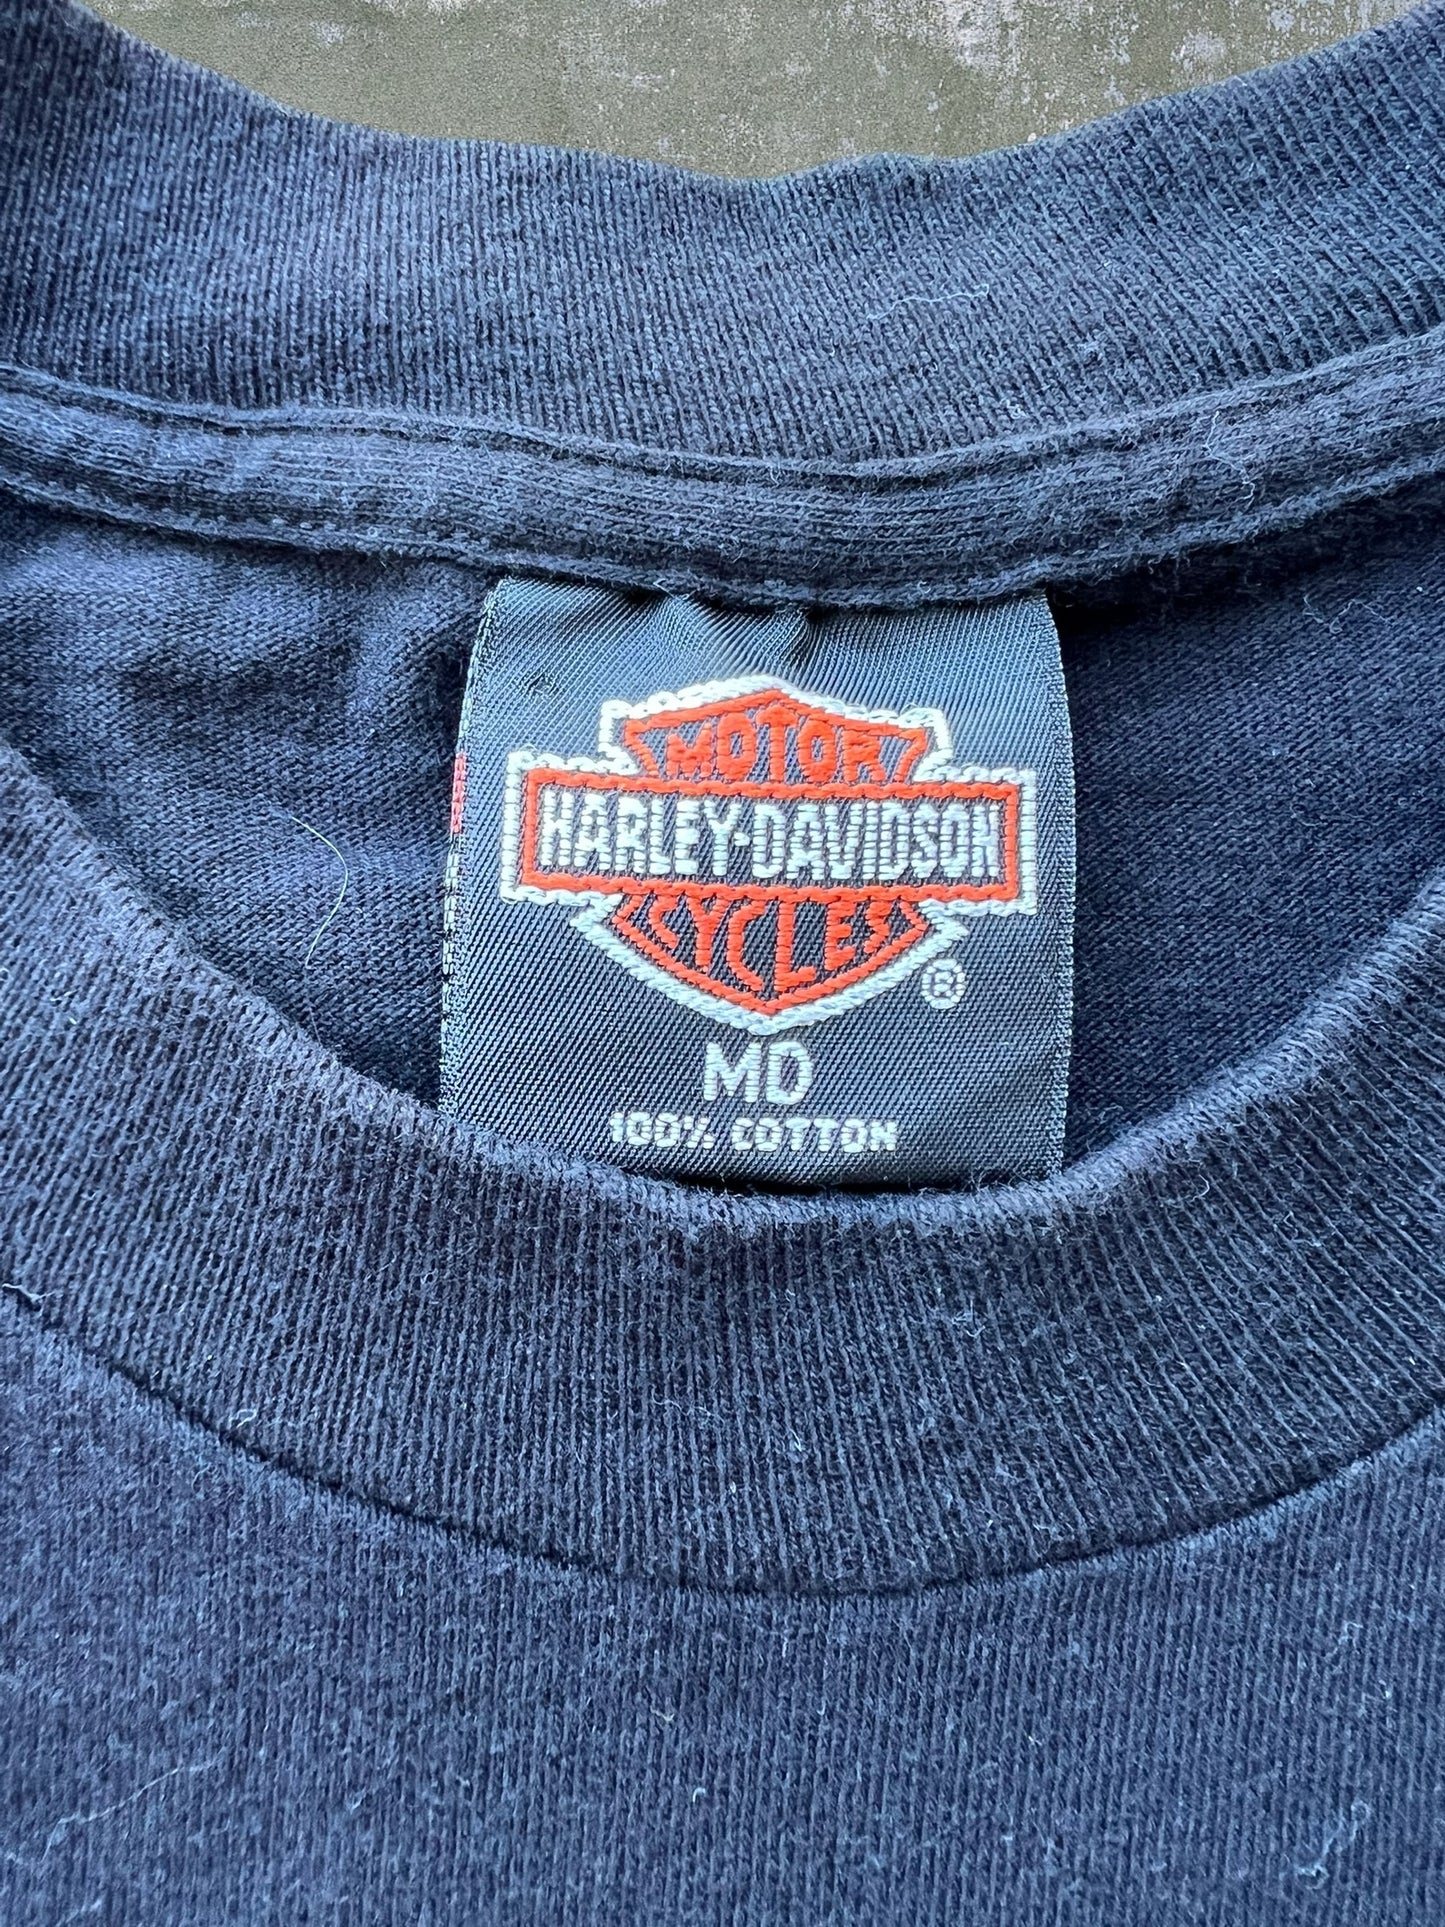 MOTOR
HARLEY-DAVIDSON
CYCLES
®
MD
100% COTTON